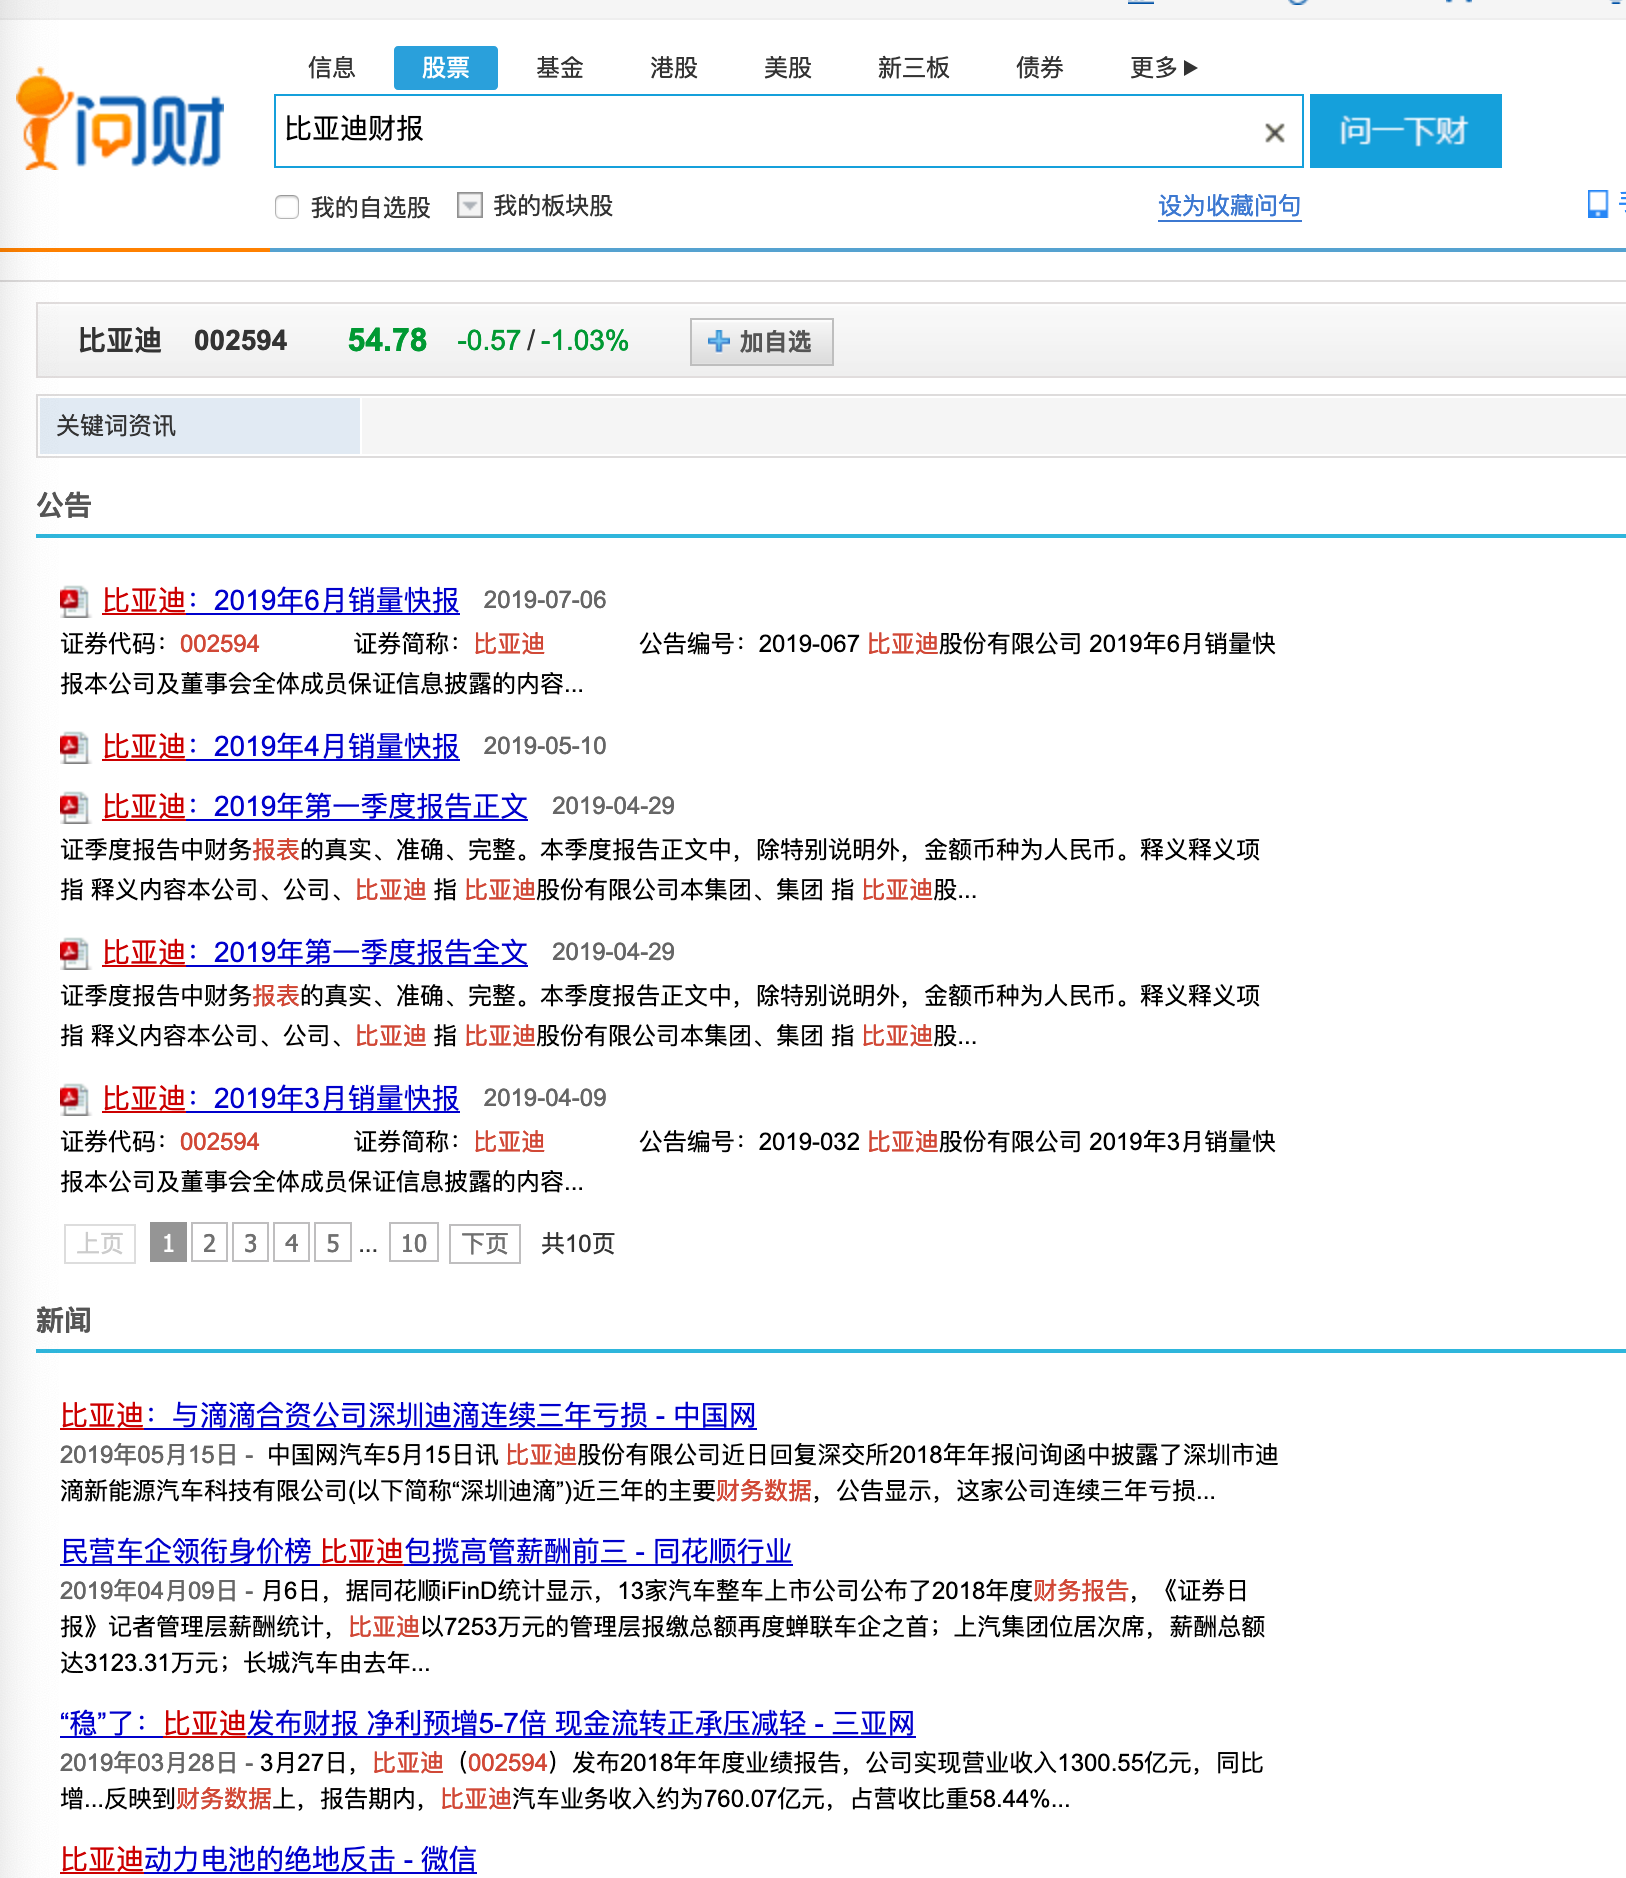 信息 股票 基金 港股 美股 新三板 债券 更多
问财
比亚迪财报 × 问一下财
我的自选股 我的板块股 设为收藏问句
比亚迪 002594 54.78 -0.57 / -1.03% 加自选
关键词资讯
公告
比亚迪：2019年6月销量快报 2019-07-06
证券代码：002594 证券简称：比亚迪 公告编号：2019-067 比亚迪股份有限公司 2019年6月销量快
报本公司及董事会全体成员保证信息披露的内容...
比亚迪：2019年4月销量快报 2019-05-10
比亚迪：2019年第一季度报告正文 2019-04-29
证季度报告中财务报表的真实、准确、完整。本季度报告正文中，除特别说明外，金额币种为人民币。释义释义项
指 释义内容本公司、公司、比亚迪 指 比亚迪股份有限公司本集团、集团 指 比亚迪股...
比亚迪：2019年第一季度报告全文 2019-04-29
证季度报告中财务报表的真实、准确、完整。本季度报告正文中，除特别说明外，金额币种为人民币。释义释义项
指 释义内容本公司、公司、比亚迪 指 比亚迪股份有限公司本集团、集团 指 比亚迪股...
比亚迪：2019年3月销量快报 2019-04-09
证券代码：002594 证券简称：比亚迪 公告编号：2019-032 比亚迪股份有限公司 2019年3月销量快
报本公司及董事会全体成员保证信息披露的内容...
上页 1 2 3 4 5 ... 10 下页 共10页
新闻
比亚迪：与滴滴合资公司深圳迪滴连续三年亏损 - 中国网
2019年05月15日 - 中国网汽车5月15日讯 比亚迪股份有限公司近日回复深交所2018年年报问询函中披露了深圳市迪
滴新能源汽车科技有限公司(以下简称“深圳迪滴”)近三年的主要财务数据，公告显示，这家公司连续三年亏损...
民营车企领衔身价榜 比亚迪包揽高管薪酬前三 - 同花顺行业
2019年04月09日 - 月6日，据同花顺iFinD统计显示，13家汽车整车上市公司公布了2018年度财务报告，《证券日
报》记者管理层薪酬统计，比亚迪以7253万元的管理层报缴总额再度蝉联车企之首；上汽集团位居次席，薪酬总额
达3123.31万元；长城汽车由去年...
“稳”了：比亚迪发布财报 净利预增5-7倍 现金流转正承压减轻 - 三亚网
2019年03月28日 - 3月27日，比亚迪（002594）发布2018年年度业绩报告，公司实现营业收入1300.55亿元，同比
增...反映到财务数据上，报告期内，比亚迪汽车业务收入约为760.07亿元，占营收比重58.44%...
比亚迪动力电池的绝地反击 - 微信